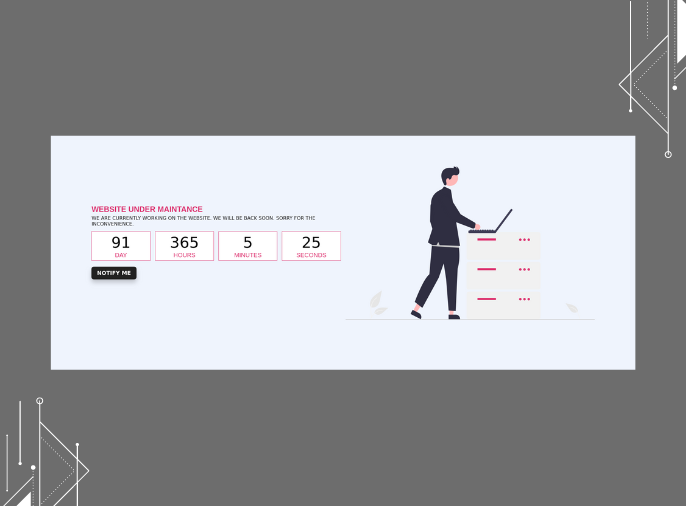 WEBSITE UNDER MAINTANCE
WE ARE CURRENTLY WORKING ON THE WEBSITE. WE WILL BE BACK SOON. SORRY FOR THE
INCONVENIENCE.
91 365 5 25
DAY HOURS MINUTES SECONDS
NOTIFY ME